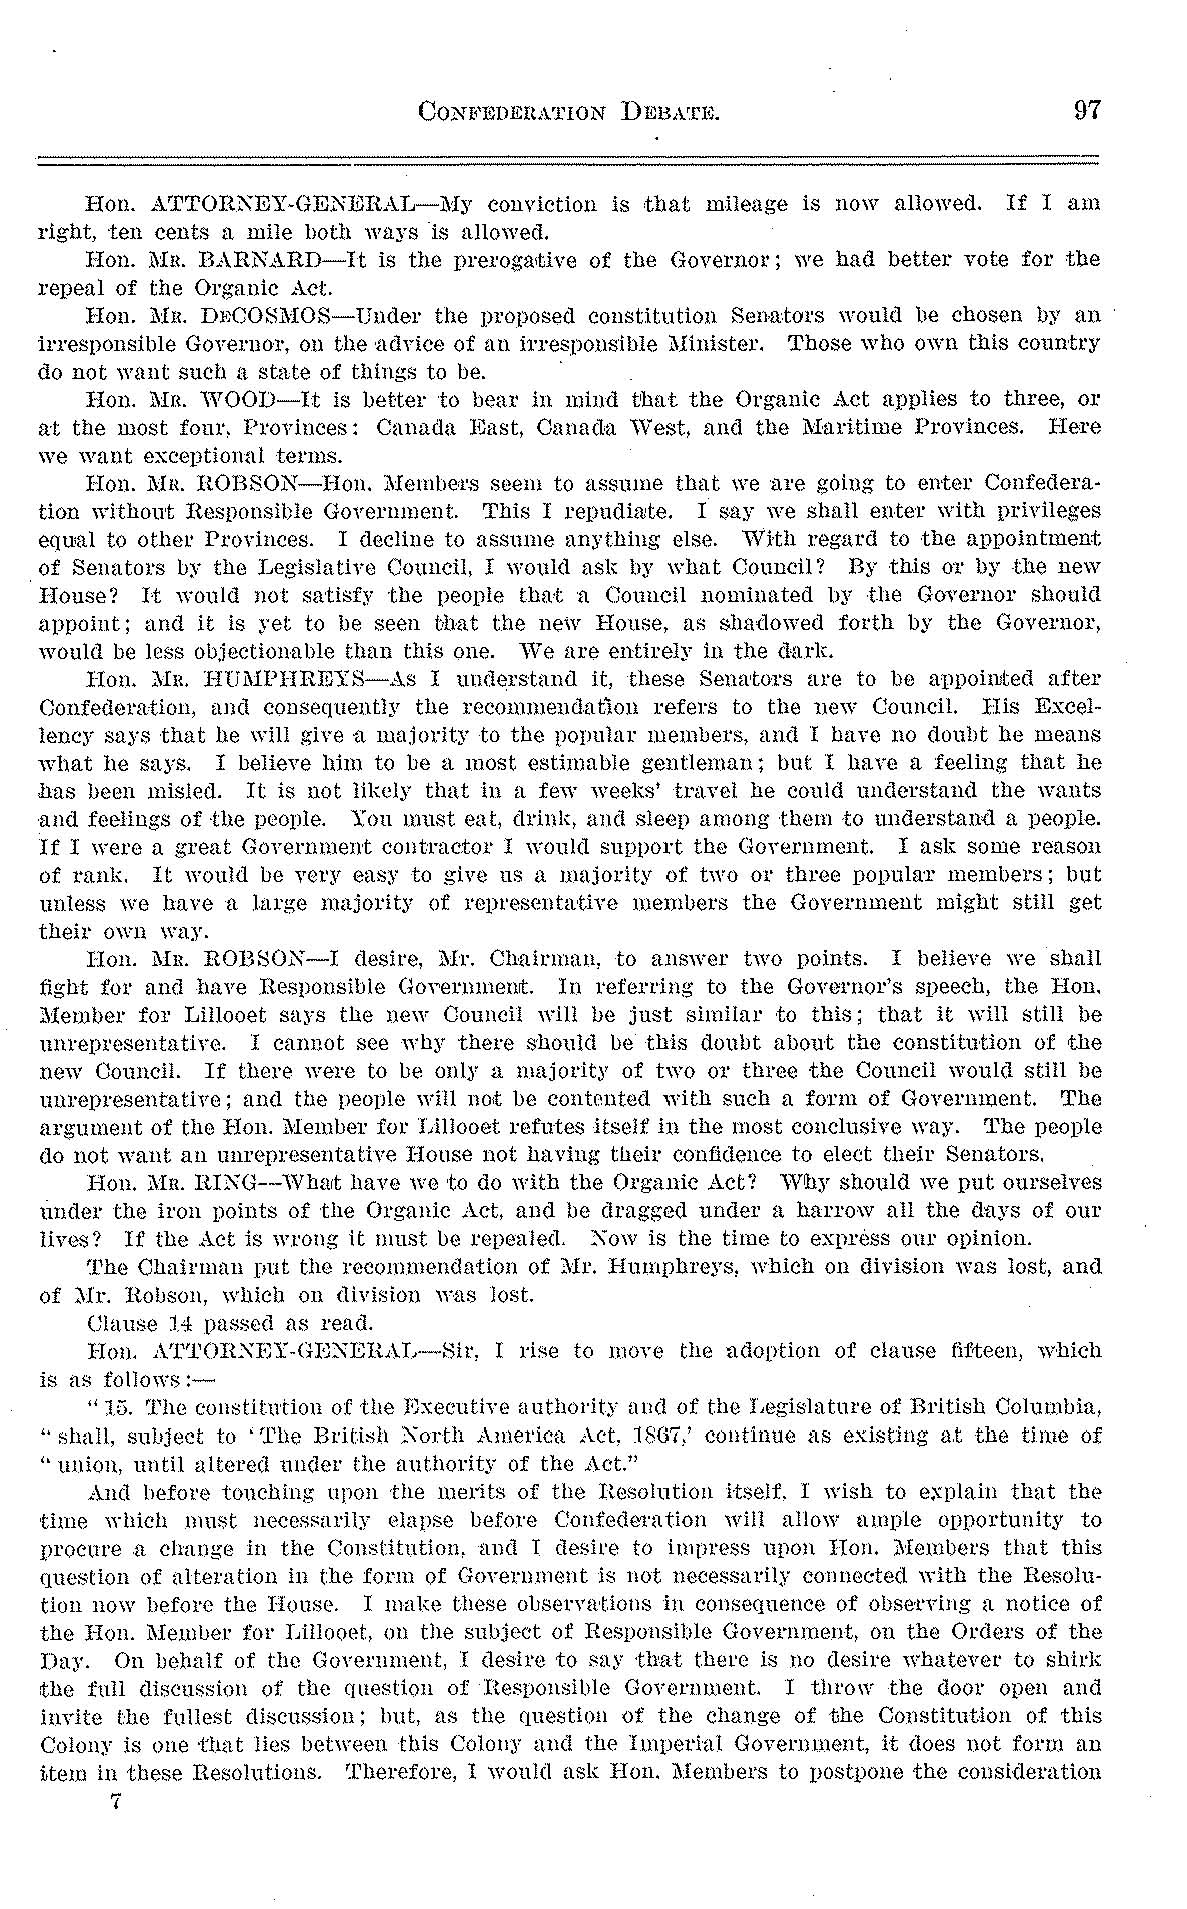 CONFEDERATION DEBATE. 97
Hon. ATTORNEY-GENERAL—My conviction is that mileage is now allowed. If I am
right, ten cents a mile both ways is allowed.
Hon. MR. BARNARD—It is the prerogative of the Governor; we had better vote for the
repeal of the Organic Act.
Hon. MR. DECOSMOS—Under the proposed constitution Senators would be chosen by an
irresponsible Governor, on the advice of an irresponsible Minister. Those who own this country
do not want such a state of things to be.
Hon. MR. WOOD—It is better to bear in mind that the Organic Act applies to three, or
at the most four, Provinces: Canada East, Canada West, and the Maritime Provinces. Here
we want exceptional terms.
Hon. MR. ROBSON—Hon. Members seem to assume that we are going to enter Confedera-
tion without Responsible Government. This I repudiate. I say we shall enter with privileges
equal to other Provinces. I decline to assume anything else. With regard to the appointment
of Senators by the Legislative Council, I would ask by what Council? By this or by the new
House? It would not satisfy the people that a Council nominated by the Governor should
appoint; and it is yet to be seen that the new House, as shadowed forth by the Governor,
would be less objectionable than this one. We are entirely in the dark.
Hon. MR. HUMPHREYS—As I understand it, these Senators are to be appointed after
Confederation, and consequently the recommendation refers to the new Council. His Excel-
lency says that he will give a majority to the popular members, and I have no doubt he means
what he says. I believe him to be a most estimable gentleman; but I have a feeling that he
has been misled. It is not likely that in a few weeks' travel he could understand the wants
and feelings of the people. You must eat, drink, and sleep among them to understand a people.
If I were a great Government contractor I would support the Government. I ask some reason
of rank. It would be very easy to give us a majority of two or three popular members; but
unless we have a large majority of representative members the Government might still get
their own way.
Hon. MR. ROBSON—I desire, Mr. Chairman, to answer two points. I believe we shall
fight for and have Responsible Government. In referring to the Governor's speech, the Hon.
Member for Lillooet says the new Council will be just similar to this; that it will still be
unrepresentative. I cannot see why there should be this doubt about the constitution of the
new Council. If there were to be only a majority of two or three the Council would still be
unrepresentative; and the people will not be contented with such a form of Government. The
argument of the Hon. Member for Lillooet refutes itself in the most conclusive way. The people
do not want an unrepresentative House not having their confidence to elect their Senators.
Hon. MR. RING—What have we to do with the Organic Act? Why should we put ourselves
under the iron points of the Organic Act, and be dragged under a harrow all the days of our
lives? If the Act is wrong it must be repealed. Now is the time to express our opinion.
The Chairman put the recommendation of Mr. Humphreys, which on division was lost, and
of Mr. Robson, which on division was lost.
Clause 14 passed as read.
Hon. ATTORNEY-GENERAL—Sir, I rise to move the adoption of clause fifteen, which
is as follows:—
"15. The constitution of the Executive authority and of the Legislature of British Columbia,
"shall, subject to 'The British North America Act, 1867,' continue as existing at the time of
"union, until altered under the authority of the Act."
And before touching upon the merits of the Resolution itself, I wish to explain that the
time which must necessarily elapse before Confederation will allow ample opportunity to
procure a change in the Constitution, and I desire to impress upon Hon. Members that this
question of alteration in the form of Government is not necessarily connected with the Resolu-
tion now before the House. I make these observations in consequence of observing a notice of
the Hon. Member for Lillooet, on the subject of Responsible Government, on the Orders of the
Day. On behalf of the Government, I desire to say that there is no desire whatever to shirk
the full discussion of the question of Responsible Government. I throw the door open and
invite the fullest discussion; but, as the question of the change of the Constitution of this
Colony is one that lies between this Colony and the Imperial Government, it does not form an
item in these Resolutions. Therefore, I would ask Hon. Members to postpone the consideration
7